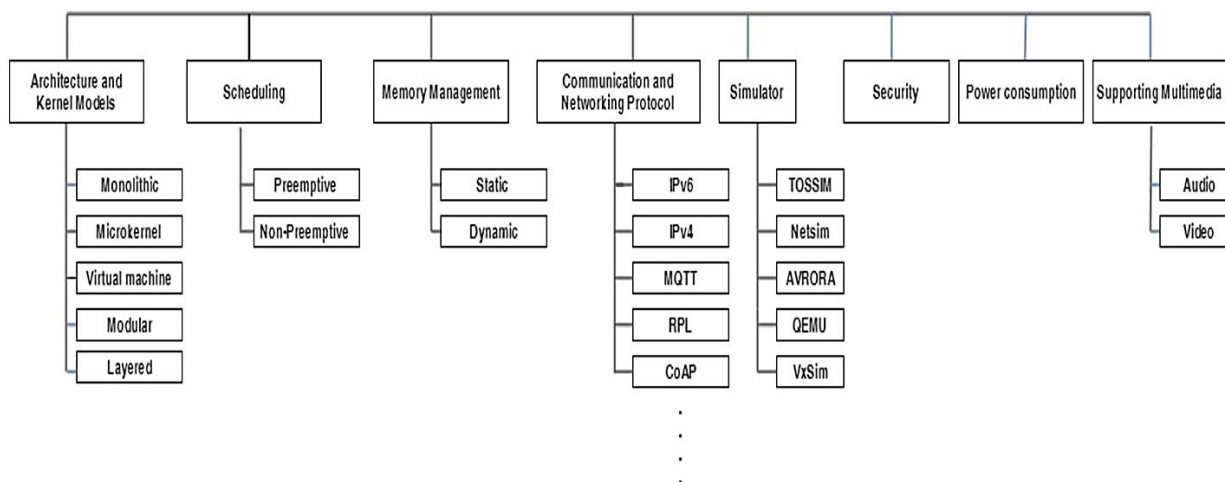 Architecture and
Kernel Models
Scheduling
Memory Management
Communication and
Networking Protocol
Simulator
Security
Power consumption
Supporting Multimedia
Monolithic
Microkernel
Virtual machine
Modular
Layered
Preemptive
Non-Preemptive
Static
Dynamic
IPv6
IPv4
MQTT
RPL
CoAP
TOSSIM
Netsim
AVRORA
QEMU
VxSim
Audio
Video